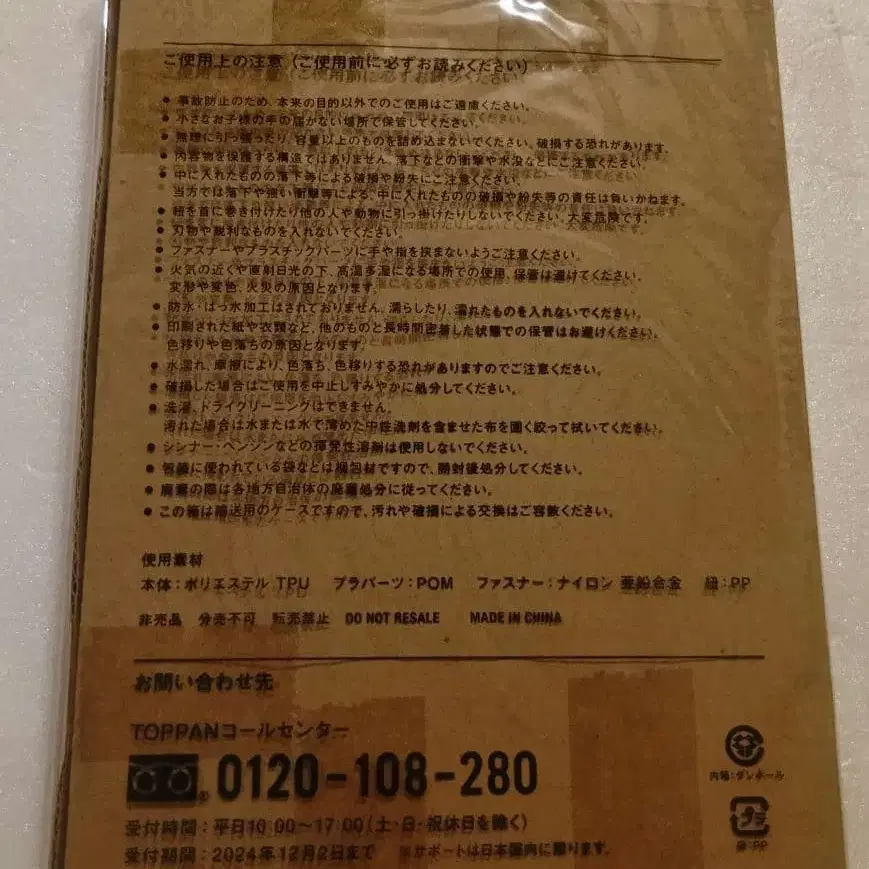 ご使用上の注意（ご使用前に必ずお読みください）
● 事故防止のため、本来の目的以外でのご使用はご遠慮ください。
● 小さなお子様の手の届かない場所で保管してください。
● 無理に引っ張ったり、容量以上のものを詰め込まないでください。破損する恐れがあります。
● 内容物を保護する構造ではありません。落下などの衝撃や水没などにご注意ください。
● 中に入れたものの落下等による破損や紛失にご注意ください。
当方では落下や強い衝撃等による、中に入れたものの破損や紛失等の責任は負いかねます。
● 紐を首に巻き付けたり他の人や動物に引っ掛けたりしないでください。大変危険です。
● 刃物や鋭利なものを入れないでください。
● ファスナーやプラスチックパーツに手や指を挟まないようご注意ください。
● 火気の近くや直射日光の下、高温多湿になる場所での使用、保管は避けてください。
変形や変色、火災の原因となります。
● 防水・はっ水加工はされておりません。濡らしたり、濡れたものを入れないでください。
● 印刷された紙や衣類など、他のものと長時間密着した状態での保管はお避けください。
色移りや色落ちの原因となります。
● 水濡れ、摩擦により、色落ち、色移りする恐れがありますのでご注意ください。
● 破損した場合はご使用を中止しすみやかに処分してください。
● 洗濯、ドライクリーニングはできません。
汚れた場合は水または水で薄めた中性洗剤を含ませた布を固く絞って拭いてください。
● シンナー・ベンジンなどの揮発性溶剤は使用しないでください。
● 包装に使われている袋などは梱包材ですので、開封後処分してください。
● 廃棄の際は各地方自治体の廃棄処分に従ってください。
● この箱は輸送用のケースですので、汚れや破損による交換はご容赦ください。
使用素材
本体：ポリエステル TPU プラパーツ：POM ファスナー：ナイロン 亜鉛合金 紐：PP
非売品 分売不可 転売禁止 DO NOT RESALE MADE IN CHINA
お問い合わせ先
TOPPANコールセンター
0120-108-280
受付時間：平日10:00～17:00（土・日・祝休日を除く）
受付期間：2024年12月2日まで ※サポートは日本国内に限ります。
内箱：ダンボール
プラ
袋：PP